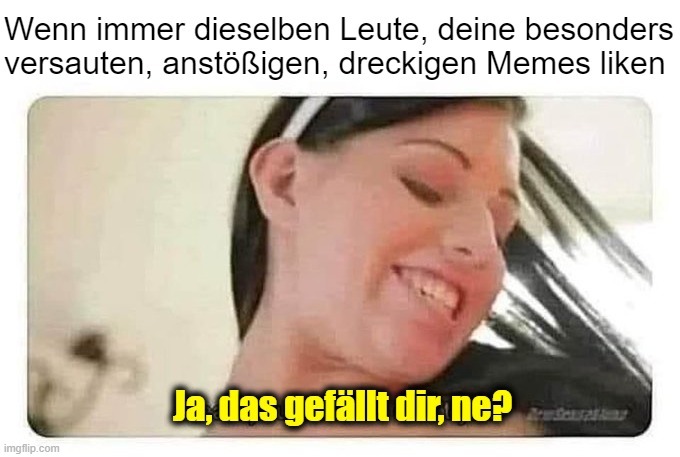 Wenn immer dieselben Leute, deine besonders
versauten, anstößigen, dreckigen Memes liken
Ja, das gefällt dir, ne?
imgflip.com